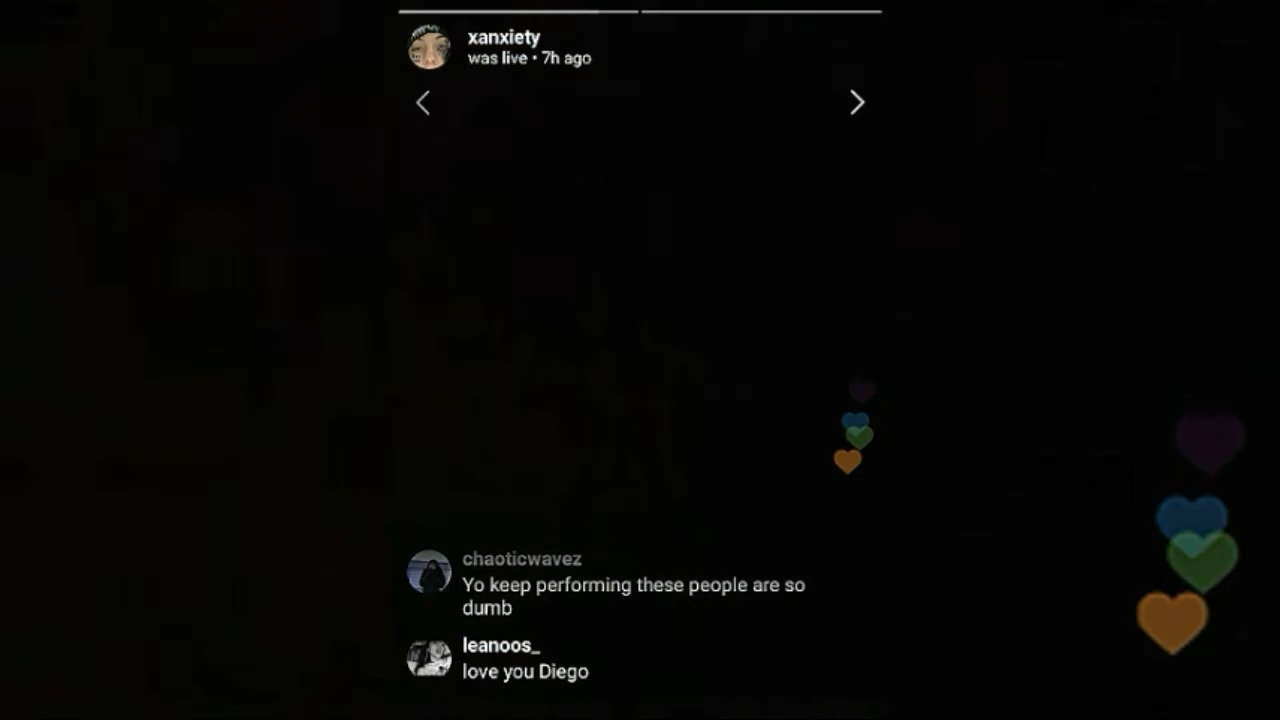 xanxiety
was live • 7h ago
chaoticwavez
Yo keep performing these people are so
dumb
leanoos_
love you Diego